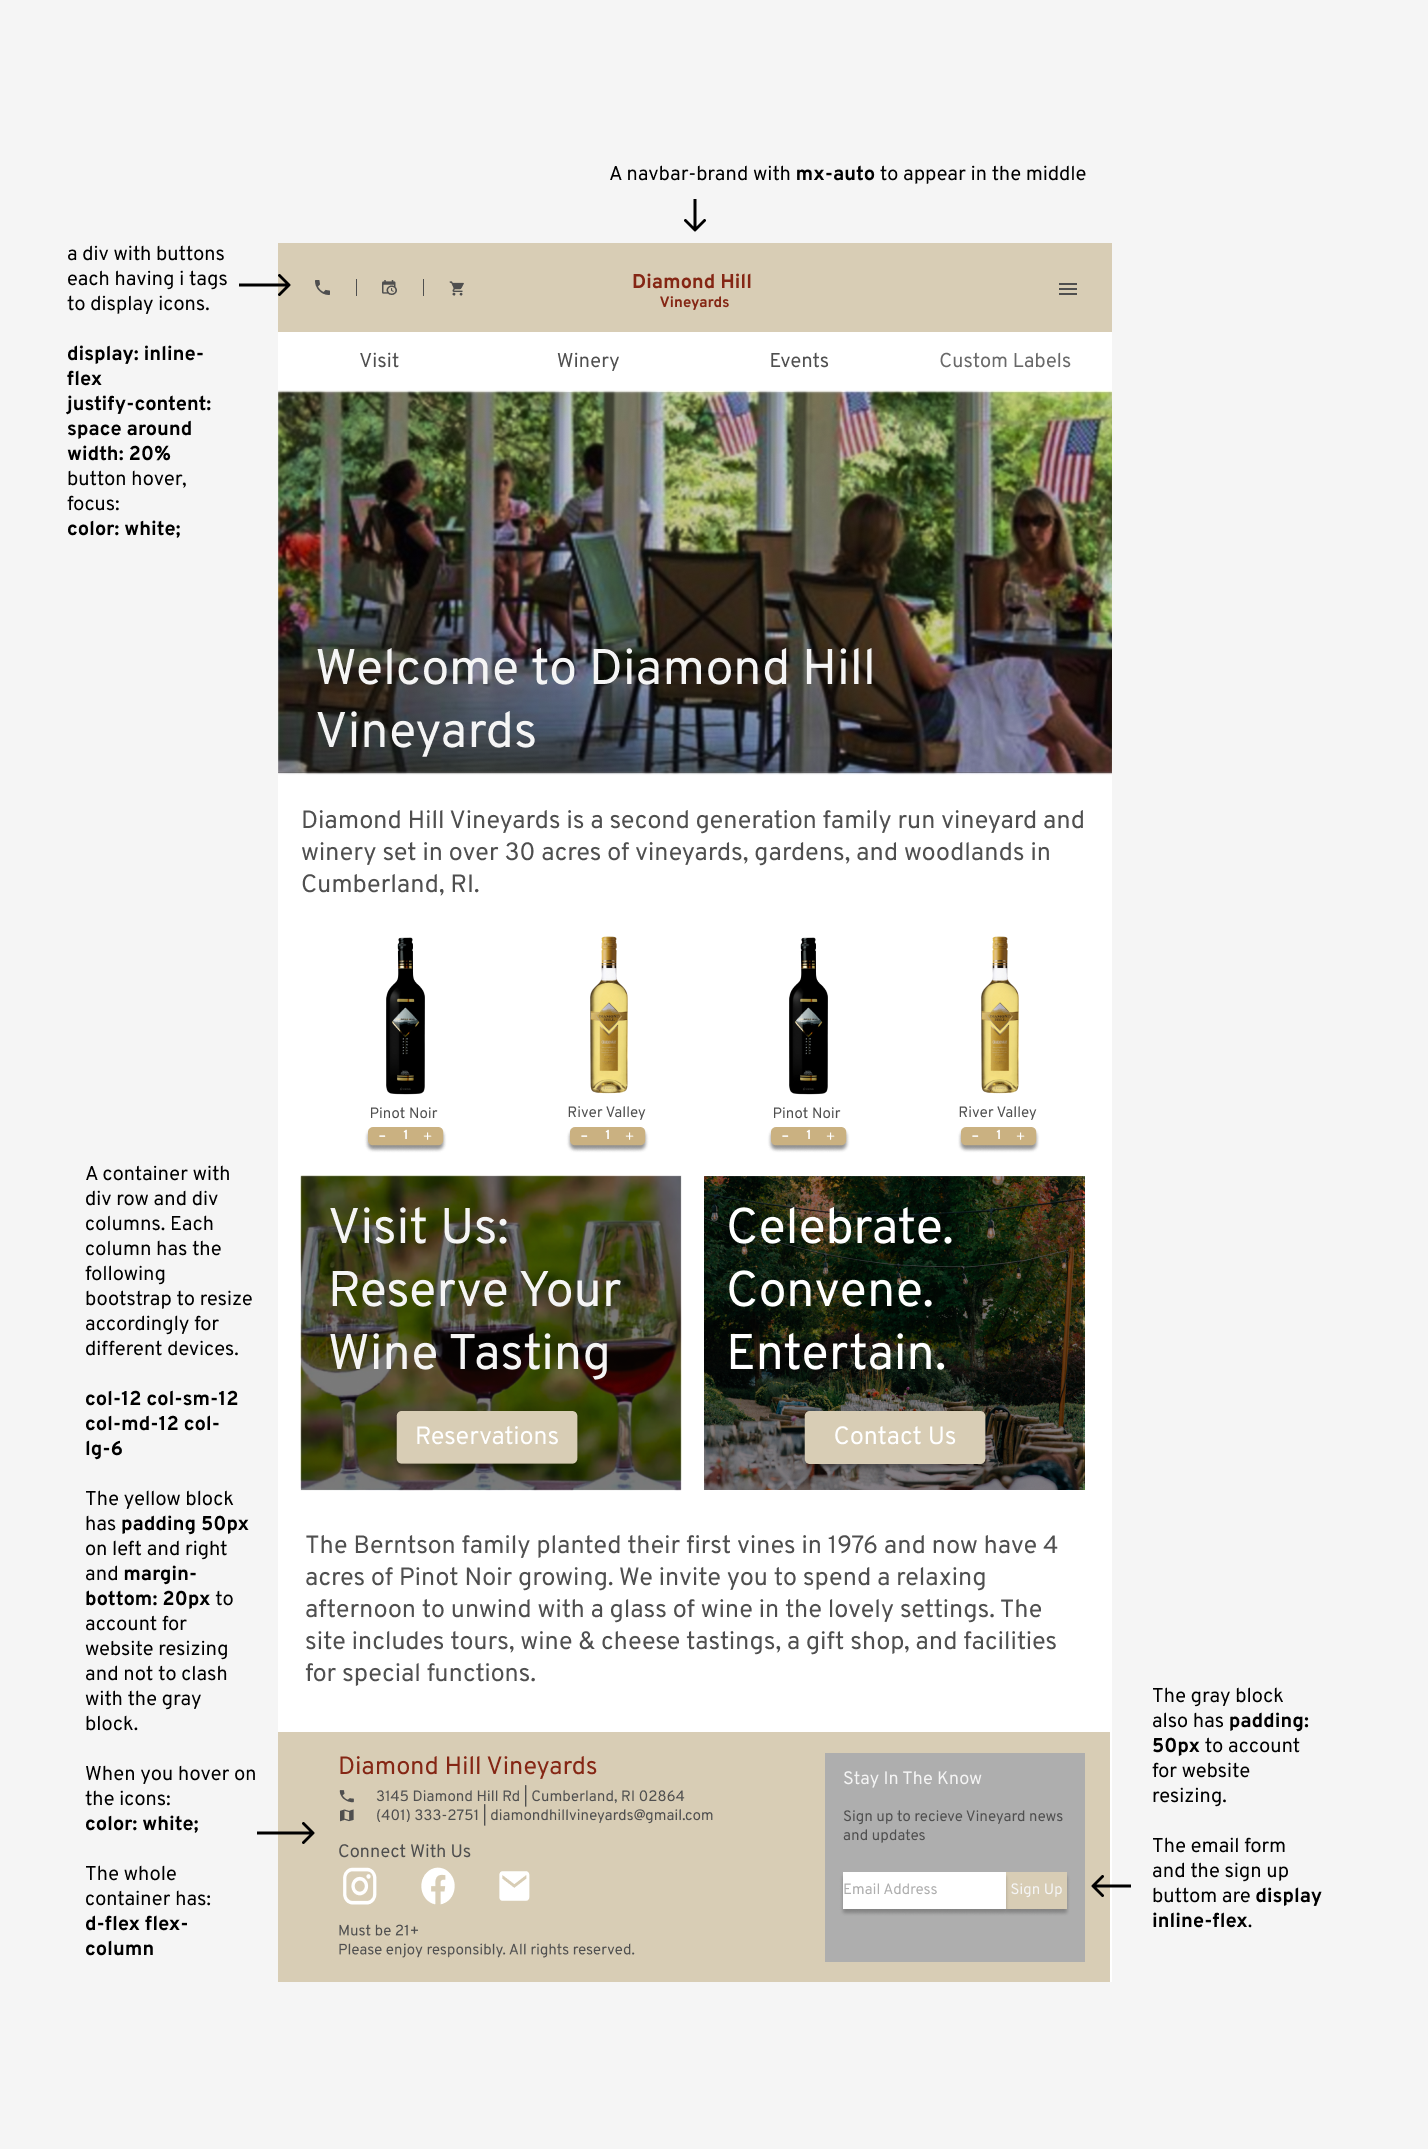 A navbar-brand with mx-auto to appear in the middle
a div with buttons
each having i tags
to display icons.
display: inline-
flex
justify-content:
space around
width: 20%
button hover,
focus:
color: white;
Diamond Hill
Vineyards
Visit
Winery
Events
Custom Labels
Welcome to Diamond Hill
Vineyards
Diamond Hill Vineyards is a second generation family run vineyard and
winery set in over 30 acres of vineyards, gardens, and woodlands in
Cumberland, RI.
Pinot Noir
River Valley
Pinot Noir
River Valley
- 1 +
- 1 +
- 1 +
- 1 +
A container with
div row and div
columns. Each
column has the
following
bootstrap to resize
accordingly for
different devices.
col-12 col-sm-12
col-md-12 col-
lg-6
The yellow block
has padding 50px
on left and right
and margin-
bottom: 20px to
account for
website resizing
and not to clash
with the gray
block.
When you hover on
the icons:
color: white;
The whole
container has:
d-flex flex-
column
Visit Us:
Reserve Your
Wine Tasting
Reservations
Celebrate.
Convene.
Entertain.
Contact Us
The Berntson family planted their first vines in 1976 and now have 4
acres of Pinot Noir growing. We invite you to spend a relaxing
afternoon to unwind with a glass of wine in the lovely settings. The
site includes tours, wine & cheese tastings, a gift shop, and facilities
for special functions.
Diamond Hill Vineyards
3145 Diamond Hill Rd | Cumberland, RI 02864
(401) 333-2751 | diamondhillvineyards@gmail.com
Connect With Us
Must be 21+
Please enjoy responsibly. All rights reserved.
Stay In The Know
Sign up to recieve Vineyard news
and updates
Email Address
Sign Up
The gray block
also has padding:
50px to account
for website
resizing.
The email form
and the sign up
buttom are display
inline-flex.